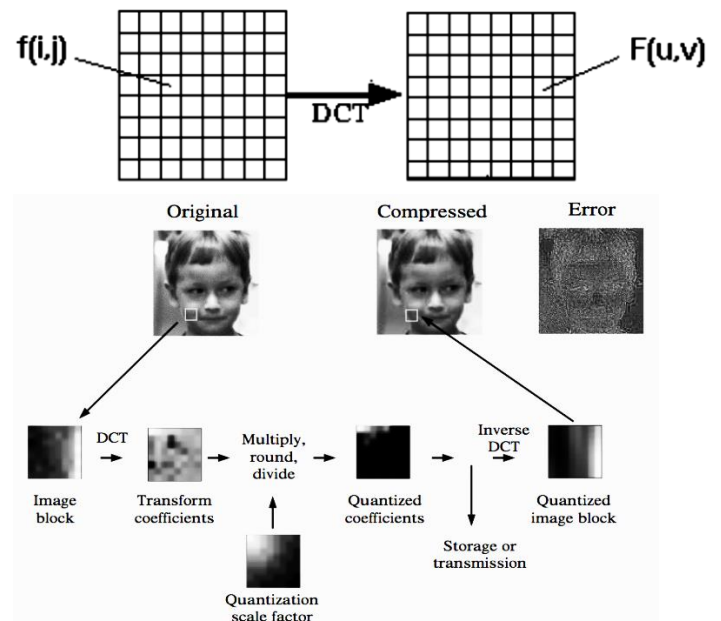 f(i,j)
F(u,v)
DCT
Original
Compressed
Error
DCT
Multiply,
round,
divide
Inverse
DCT
Image
block
Transform
coefficients
Quantized
coefficients
Quantized
image block
Storage or
transmission
Quantization
scale factor